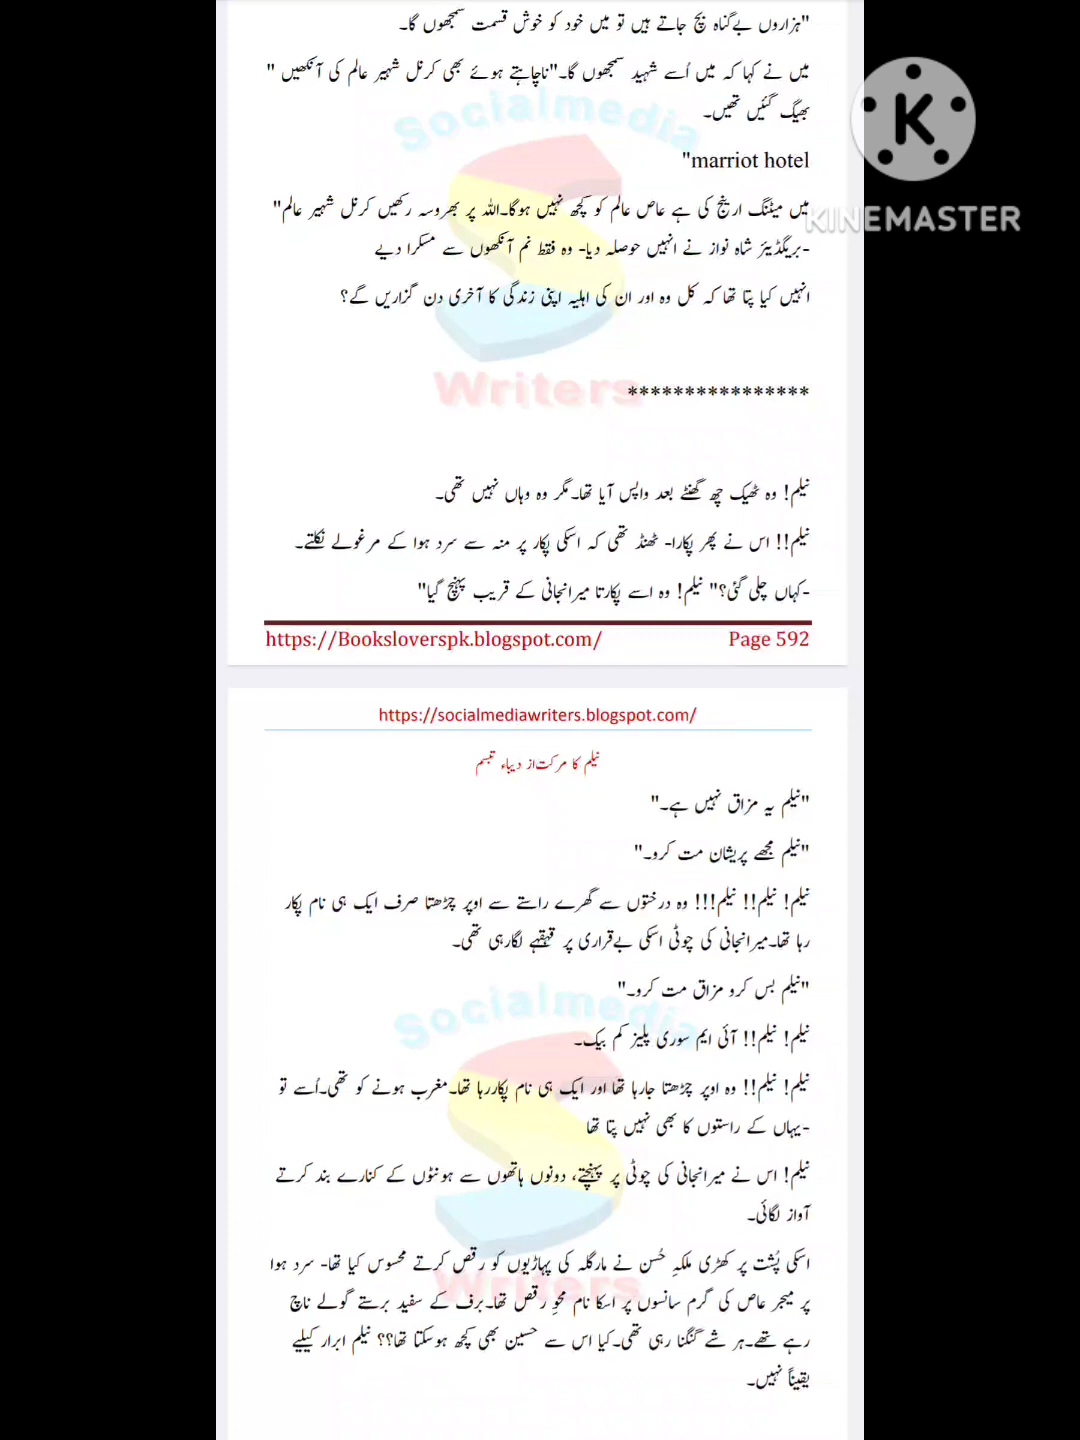 "ہزاروں بےگناہ بچ جاتے ہیں تو میں خود کو خوش قسمت سمجھوں گا۔
میں نے کہا کہ میں اُسے شہید سمجھوں گا۔"ناچاہتے ہوئے بھی کرنل شہیر عالم کی آنکھیں "
بھیگ گئیں تھیں۔
"marriot hotel
میں میٹنگ ارینج کی ہے عاص عالم کو کچھ نہیں ہوگا۔اللہ پر بھروسہ رکھیں کرنل شہیر عالم"
-بریگڈیئر شاہ نواز نے انہیں حوصلہ دیا- وہ فقط نم آنکھوں سے مسکرا دیے
انہیں کیا پتا تھا کہ کل وہ اور ان کی اہلیہ اپنی زندگی کا آخری دن گزاریں گے؟
****************
نیلم! وہ ٹھیک چھ گھنٹے بعد واپس آیا تھا۔مگر وہ وہاں نہیں تھی۔
نیلم!! اس نے پھر پکارا- ٹھنڈ تھی کہ اسکی پکار پر منہ سے سرد ہوا کے مرغولے نکلتے۔
-کہاں چلی گئی؟" نیلم! وہ اسے پکارتا میرانجانی کے قریب پہنچ گیا"
https://Booksloverspk.blogspot.com/ Page 592
https://socialmediawriters.blogspot.com/
نیلم کا مرکت از دیباء تبسم
"نیلم یہ مزاق نہیں ہے۔"
"نیلم مجھے پریشان مت کرو۔"
نیلم! نیلم!! نیلم!!! وہ درختوں سے گھرے راستے سے اوپر چڑھتا صرف ایک ہی نام پکار
رہا تھا۔میرانجانی کی چوٹی اسکی بےقراری پر قہقہے لگارہی تھی۔
"نیلم بس کرو مزاق مت کرو۔"
نیلم! نیلم!! آئی ایم سوری پلیز کم بیک۔
نیلم! نیلم!! وہ اوپر چڑھتا جارہا تھا اور ایک ہی نام پکاررہا تھا۔مغرب ہونے کو تھی۔اُسے تو
-یہاں کے راستوں کا بھی نہیں پتا تھا
نیلم! اس نے میرانجانی کی چوٹی پر پہنچتے، دونوں ہاتھوں سے ہونٹوں کے کنارے بند کرتے
آواز لگائی۔
اسکی پُشت پر کھڑی ملکہِ حُسن نے مارگلہ کی پہاڑیوں کو رقص کرتے محسوس کیا تھا- سرد ہوا
پر میجر عاص کی گرم سانسوں پر اسکا نام محوِ رقص تھا۔برف کے سفید برستے گولے ناچ
رہے تھے۔ہر شے گنگنا رہی تھی۔کیا اس سے حسین بھی کچھ ہوسکتا تھا؟؟ نیلم ابرار کیلیے
یقیناً نہیں۔
Socialmedia
Writers
Socialmedia
Writers
K
KINEMASTER